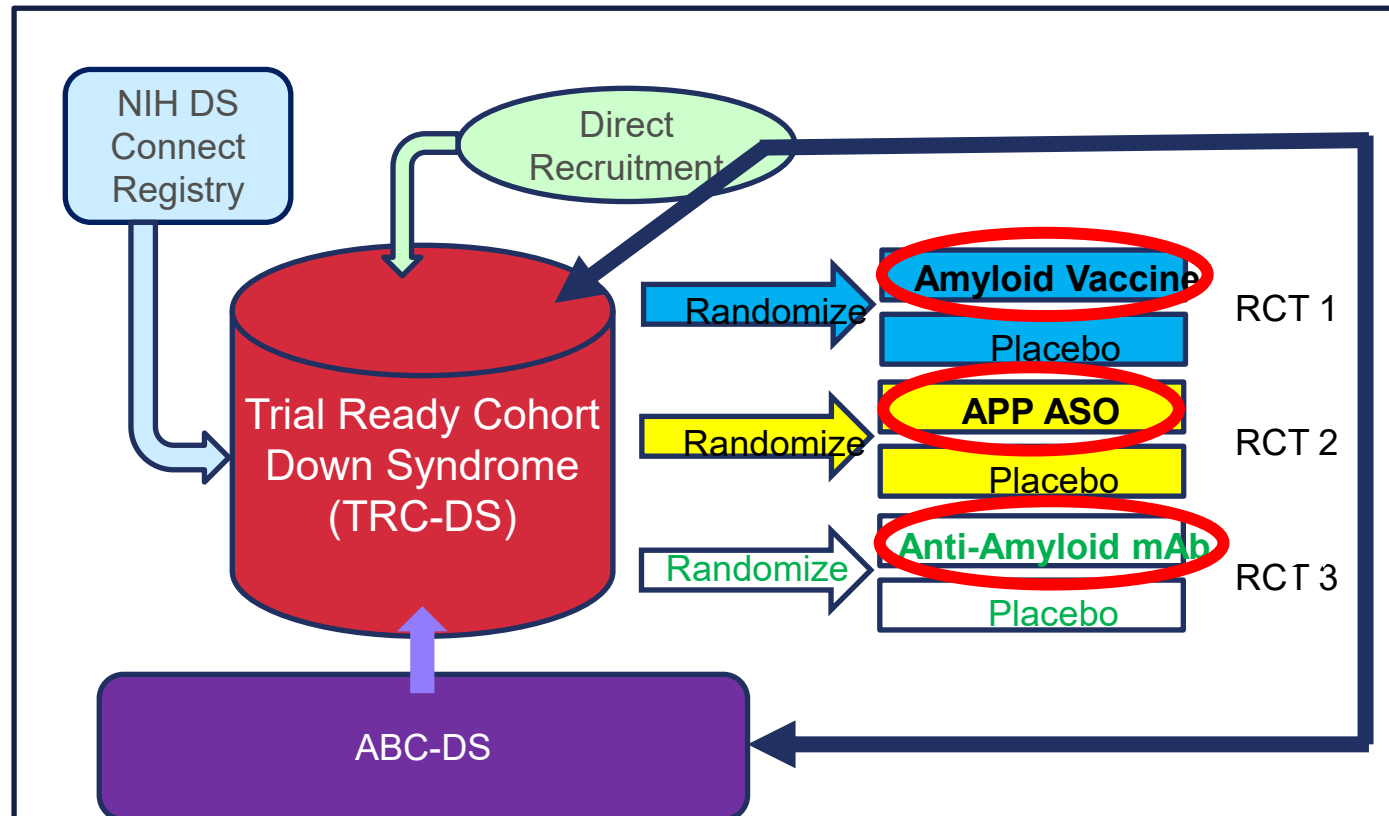 NIH DS
Connect
Registry
Direct
Recruitment
Trial Ready Cohort
Down Syndrome
(TRC-DS)
Randomize
Amyloid Vaccine
Placebo
RCT 1
Randomize
APP ASO
Placebo
RCT 2
Randomize
Anti-Amyloid mAb
Placebo
RCT 3
ABC-DS